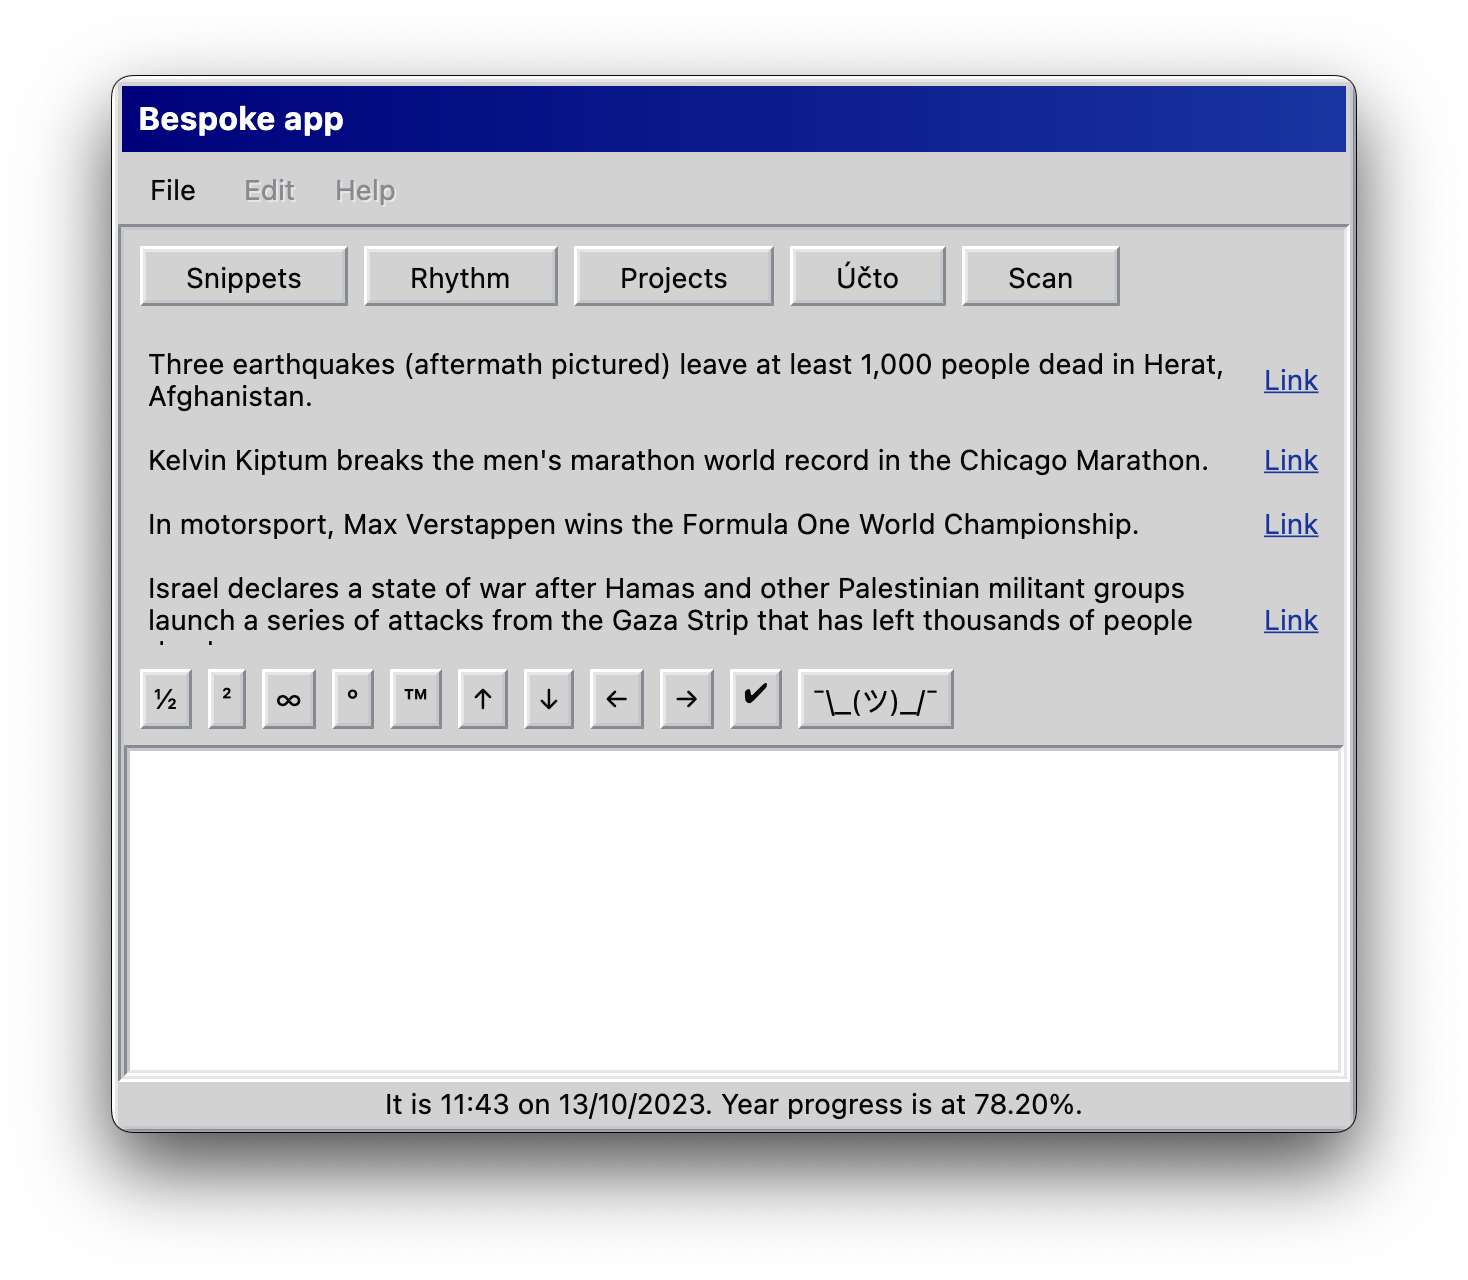 Bespoke app
File Edit Help
Snippets Rhythm Projects Účto Scan
Three earthquakes (aftermath pictured) leave at least 1,000 people dead in Herat,
Afghanistan. Link
Kelvin Kiptum breaks the men's marathon world record in the Chicago Marathon. Link
In motorsport, Max Verstappen wins the Formula One World Championship. Link
Israel declares a state of war after Hamas and other Palestinian militant groups
launch a series of attacks from the Gaza Strip that has left thousands of people Link
½ ² ∞ ° ™ ↑ ↓ ← → ✔ ¯\_(ツ)_/¯
It is 11:43 on 13/10/2023. Year progress is at 78.20%.